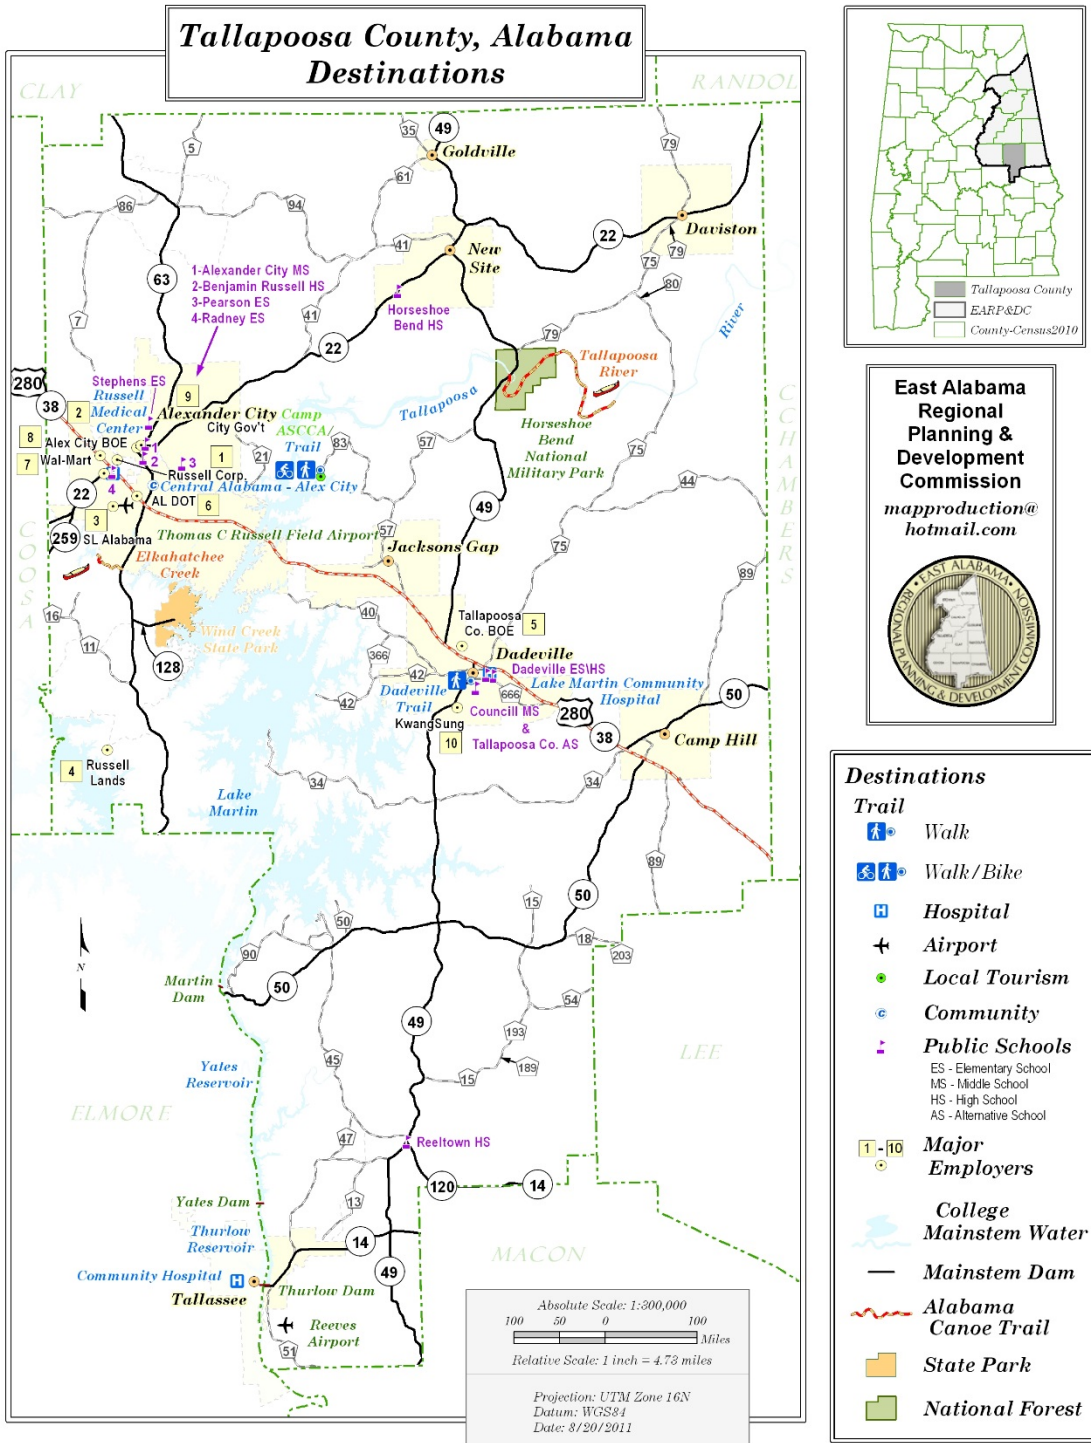 Tallapoosa County, Alabama
Destinations
CLAY
RANDOL
49
35
Goldville
5
61
79
86
94
Daviston
22
41
New
Site
79
75
63
80
1-Alexander City MS
2-Benjamin Russell HS
3-Pearson ES
4-Radney ES
Horseshoe
Bend HS
River
7
41
22
79
Tallapoosa
River
280
38
Stephens ES
Russell
Medical
Center
9
2
Alexander City
City Gov't
Camp
ASCCA/
Trail
Tallapoosa
Horseshoe
Bend
National
Military Park
CCHAMBERS
8
Alex City BOE
1
83
57
7
Wal-Mart
1
2
3
21
Russell Corp.
4
Central Alabama - Alex City
44
22
AL DOT
6
49
3
259
SL Alabama
Thomas C Russell Field Airport
57
75
COOSA
Elkahatchee
Creek
Jacksons Gap
89
16
Wind Creek
State Park
40
Tallapoosa
Co. BOE
5
11
128
366
Dadeville
42
Dadeville ES\HS
Dadeville
Trail
666
Lake Martin Community
Hospital
50
42
KwangSung
Councill MS
&
Tallapoosa Co. AS
280
38
Camp Hill
10
4
Russell
Lands
34
34
Lake
Martin
89
50
15
50
18
203
90
Martin
Dam
50
54
49
193
LEE
Yates
Reservoir
45
189
15
ELMORE
47
Reeltown HS
120
14
13
Yates Dam
Thurlow
Reservoir
14
MACON
Community Hospital
49
Tallassee
Thurlow Dam
Reeves
Airport
51
N
Absolute Scale: 1:300,000
100 50 0 100
Miles
Relative Scale: 1 inch = 4.73 miles
Projection: UTM Zone 16N
Datum: WGS84
Date: 8/20/2011
Tallapoosa County
EARP&DC
County-Census2010
East Alabama
Regional
Planning &
Development
Commission
mapproduction@
hotmail.com
EAST ALABAMA
REGIONAL PLANNING & DEVELOPMENT COMMISSION
Destinations
Trail
Walk
Walk/Bike
H Hospital
Airport
Local Tourism
C Community
Public Schools
ES - Elementary School
MS - Middle School
HS - High School
AS - Alternative School
1 - 10 Major
Employers
College
Mainstem Water
Mainstem Dam
Alabama
Canoe Trail
State Park
National Forest